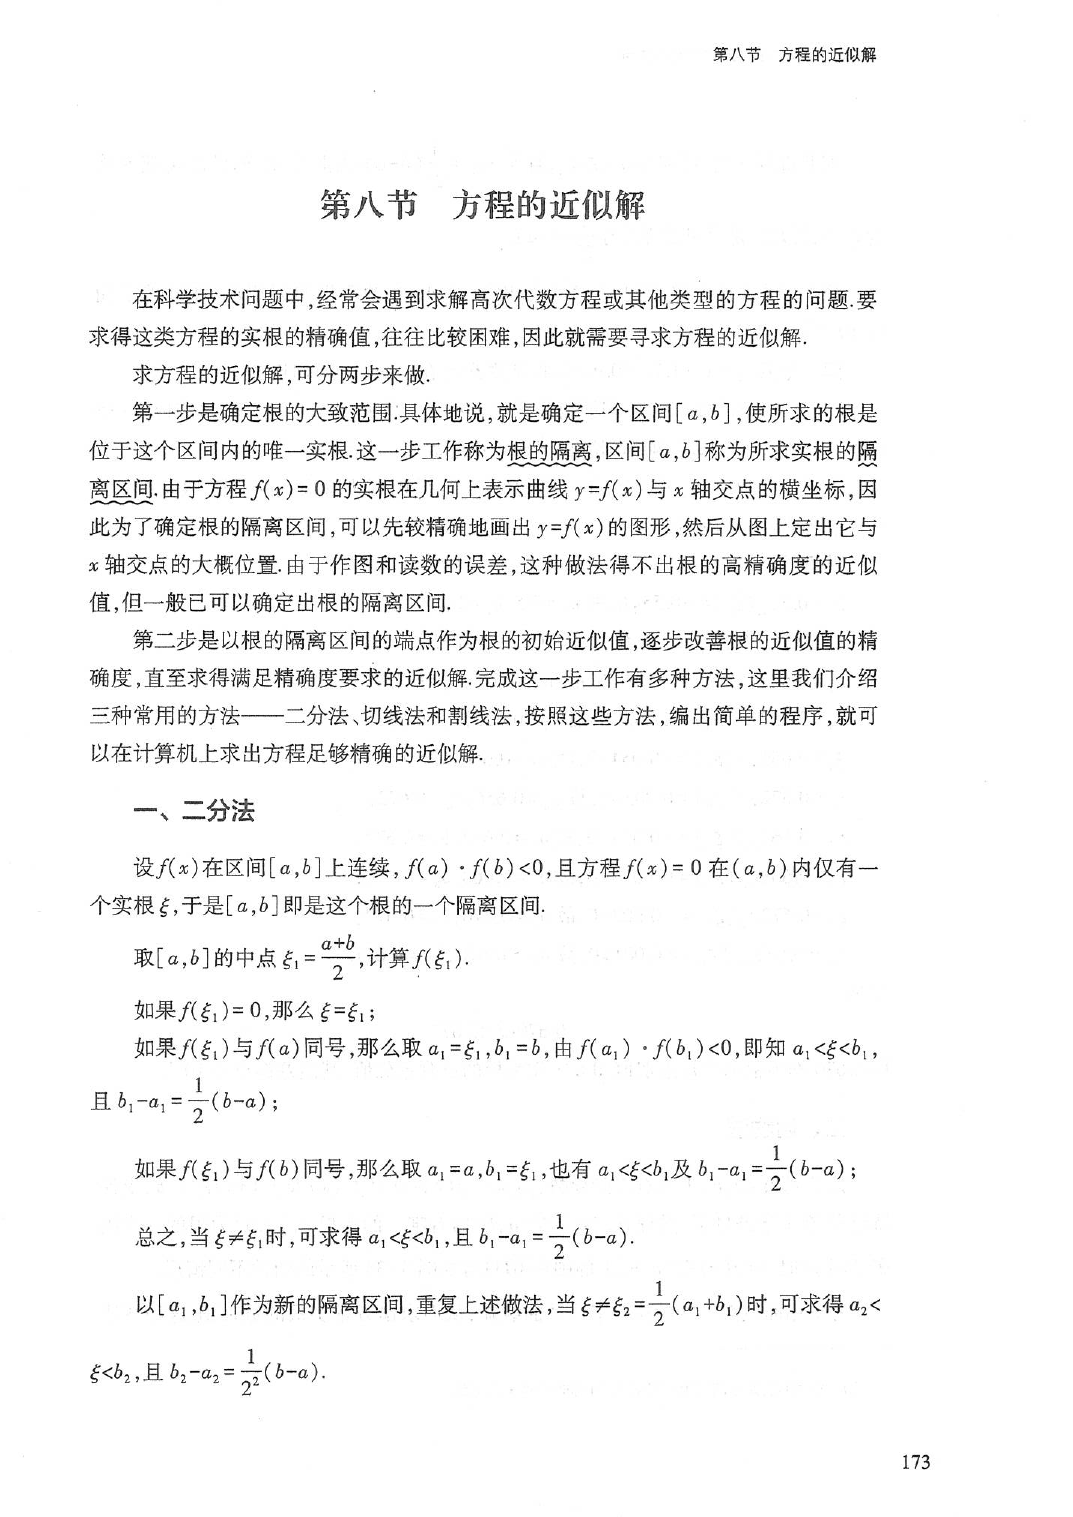 第八节 方程的近似解
第八节 方程的近似解
在科学技术问题中,经常会遇到求解高次代数方程或其他类型的方程的问题.要
求得这类方程的实根的精确值,往往比较困难,因此就需要寻求方程的近似解.
求方程的近似解,可分两步来做.
第一步是确定根的大致范围.具体地说,就是确定一个区间[a,b],使所求的根是
位于这个区间内的唯一实根.这一步工作称为根的隔离,区间[a,b]称为所求实根的隔
离区间.由于方程f(x)=0的实根在几何上表示曲线y=f(x)与x轴交点的横坐标,因
此为了确定根的隔离区间,可以先较精确地画出y=f(x)的图形,然后从图上定出它与
x轴交点的大概位置.由于作图和读数的误差,这种做法得不出根的高精确度的近似
值,但一般已可以确定出根的隔离区间.
第二步是以根的隔离区间的端点作为根的初始近似值,逐步改善根的近似值的精
确度,直至求得满足精确度要求的近似解.完成这一步工作有多种方法,这里我们介绍
三种常用的方法——二分法、切线法和割线法,按照这些方法,编出简单的程序,就可
以在计算机上求出方程足够精确的近似解.
一、二分法
设f(x)在区间[a,b]上连续,f(a)·f(b)<0,且方程f(x)=0在(a,b)内仅有一
个实根ξ,于是[a,b]即是这个根的一个隔离区间.
取[a,b]的中点ξ₁=\frac{a+b}{2},计算f(ξ₁).
如果f(ξ₁)=0,那么ξ=ξ₁;
如果f(ξ₁)与f(a)同号,那么取a₁=ξ₁,b₁=b,由f(a₁)·f(b₁)<0,即知a₁<ξ<b₁,
且b₁-a₁=\frac{1}{2}(b-a);
如果f(ξ₁)与f(b)同号,那么取a₁=a,b₁=ξ₁,也有a₁<ξ<b₁及b₁-a₁=\frac{1}{2}(b-a);
总之,当ξ≠ξ₁时,可求得a₁<ξ<b₁,且b₁-a₁=\frac{1}{2}(b-a).
以[a₁,b₁]作为新的隔离区间,重复上述做法,当ξ≠ξ₂=\frac{1}{2}(a₁+b₁)时,可求得a₂<
ξ<b₂,且b₂-a₂=\frac{1}{2²}(b-a).
173